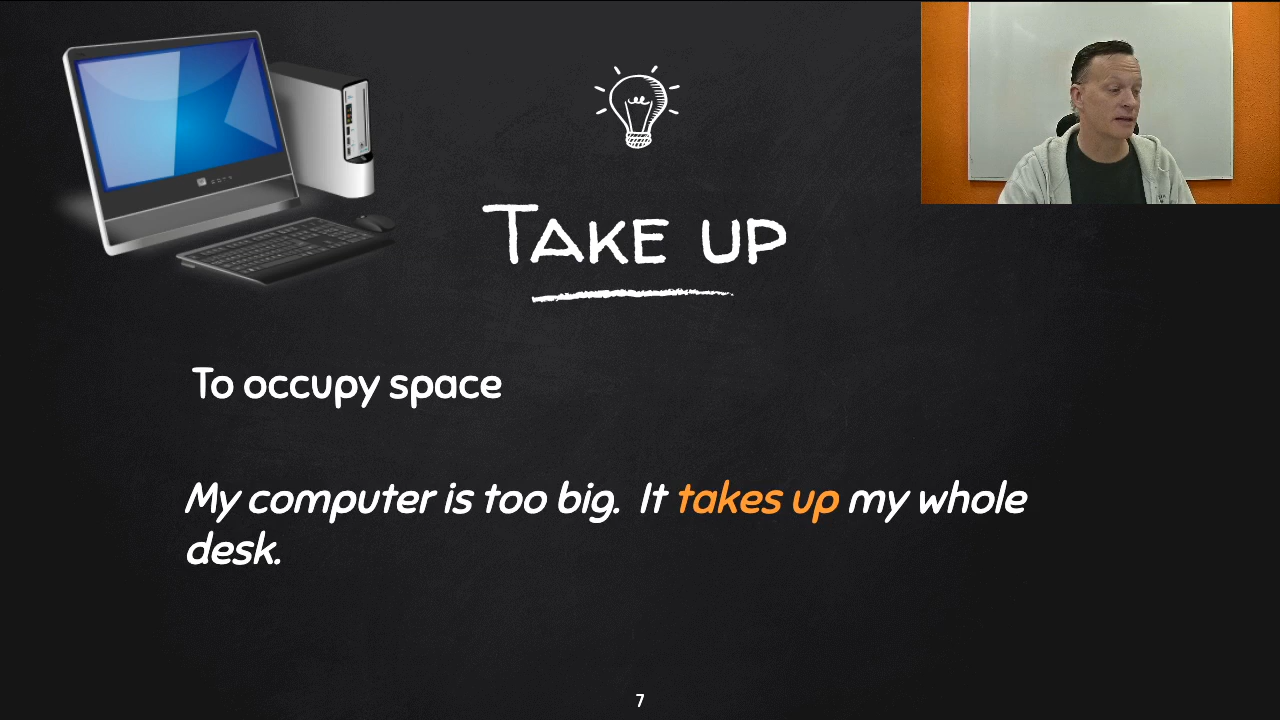 Take up
To occupy space
My computer is too big.  It takes up my whole
desk.
7